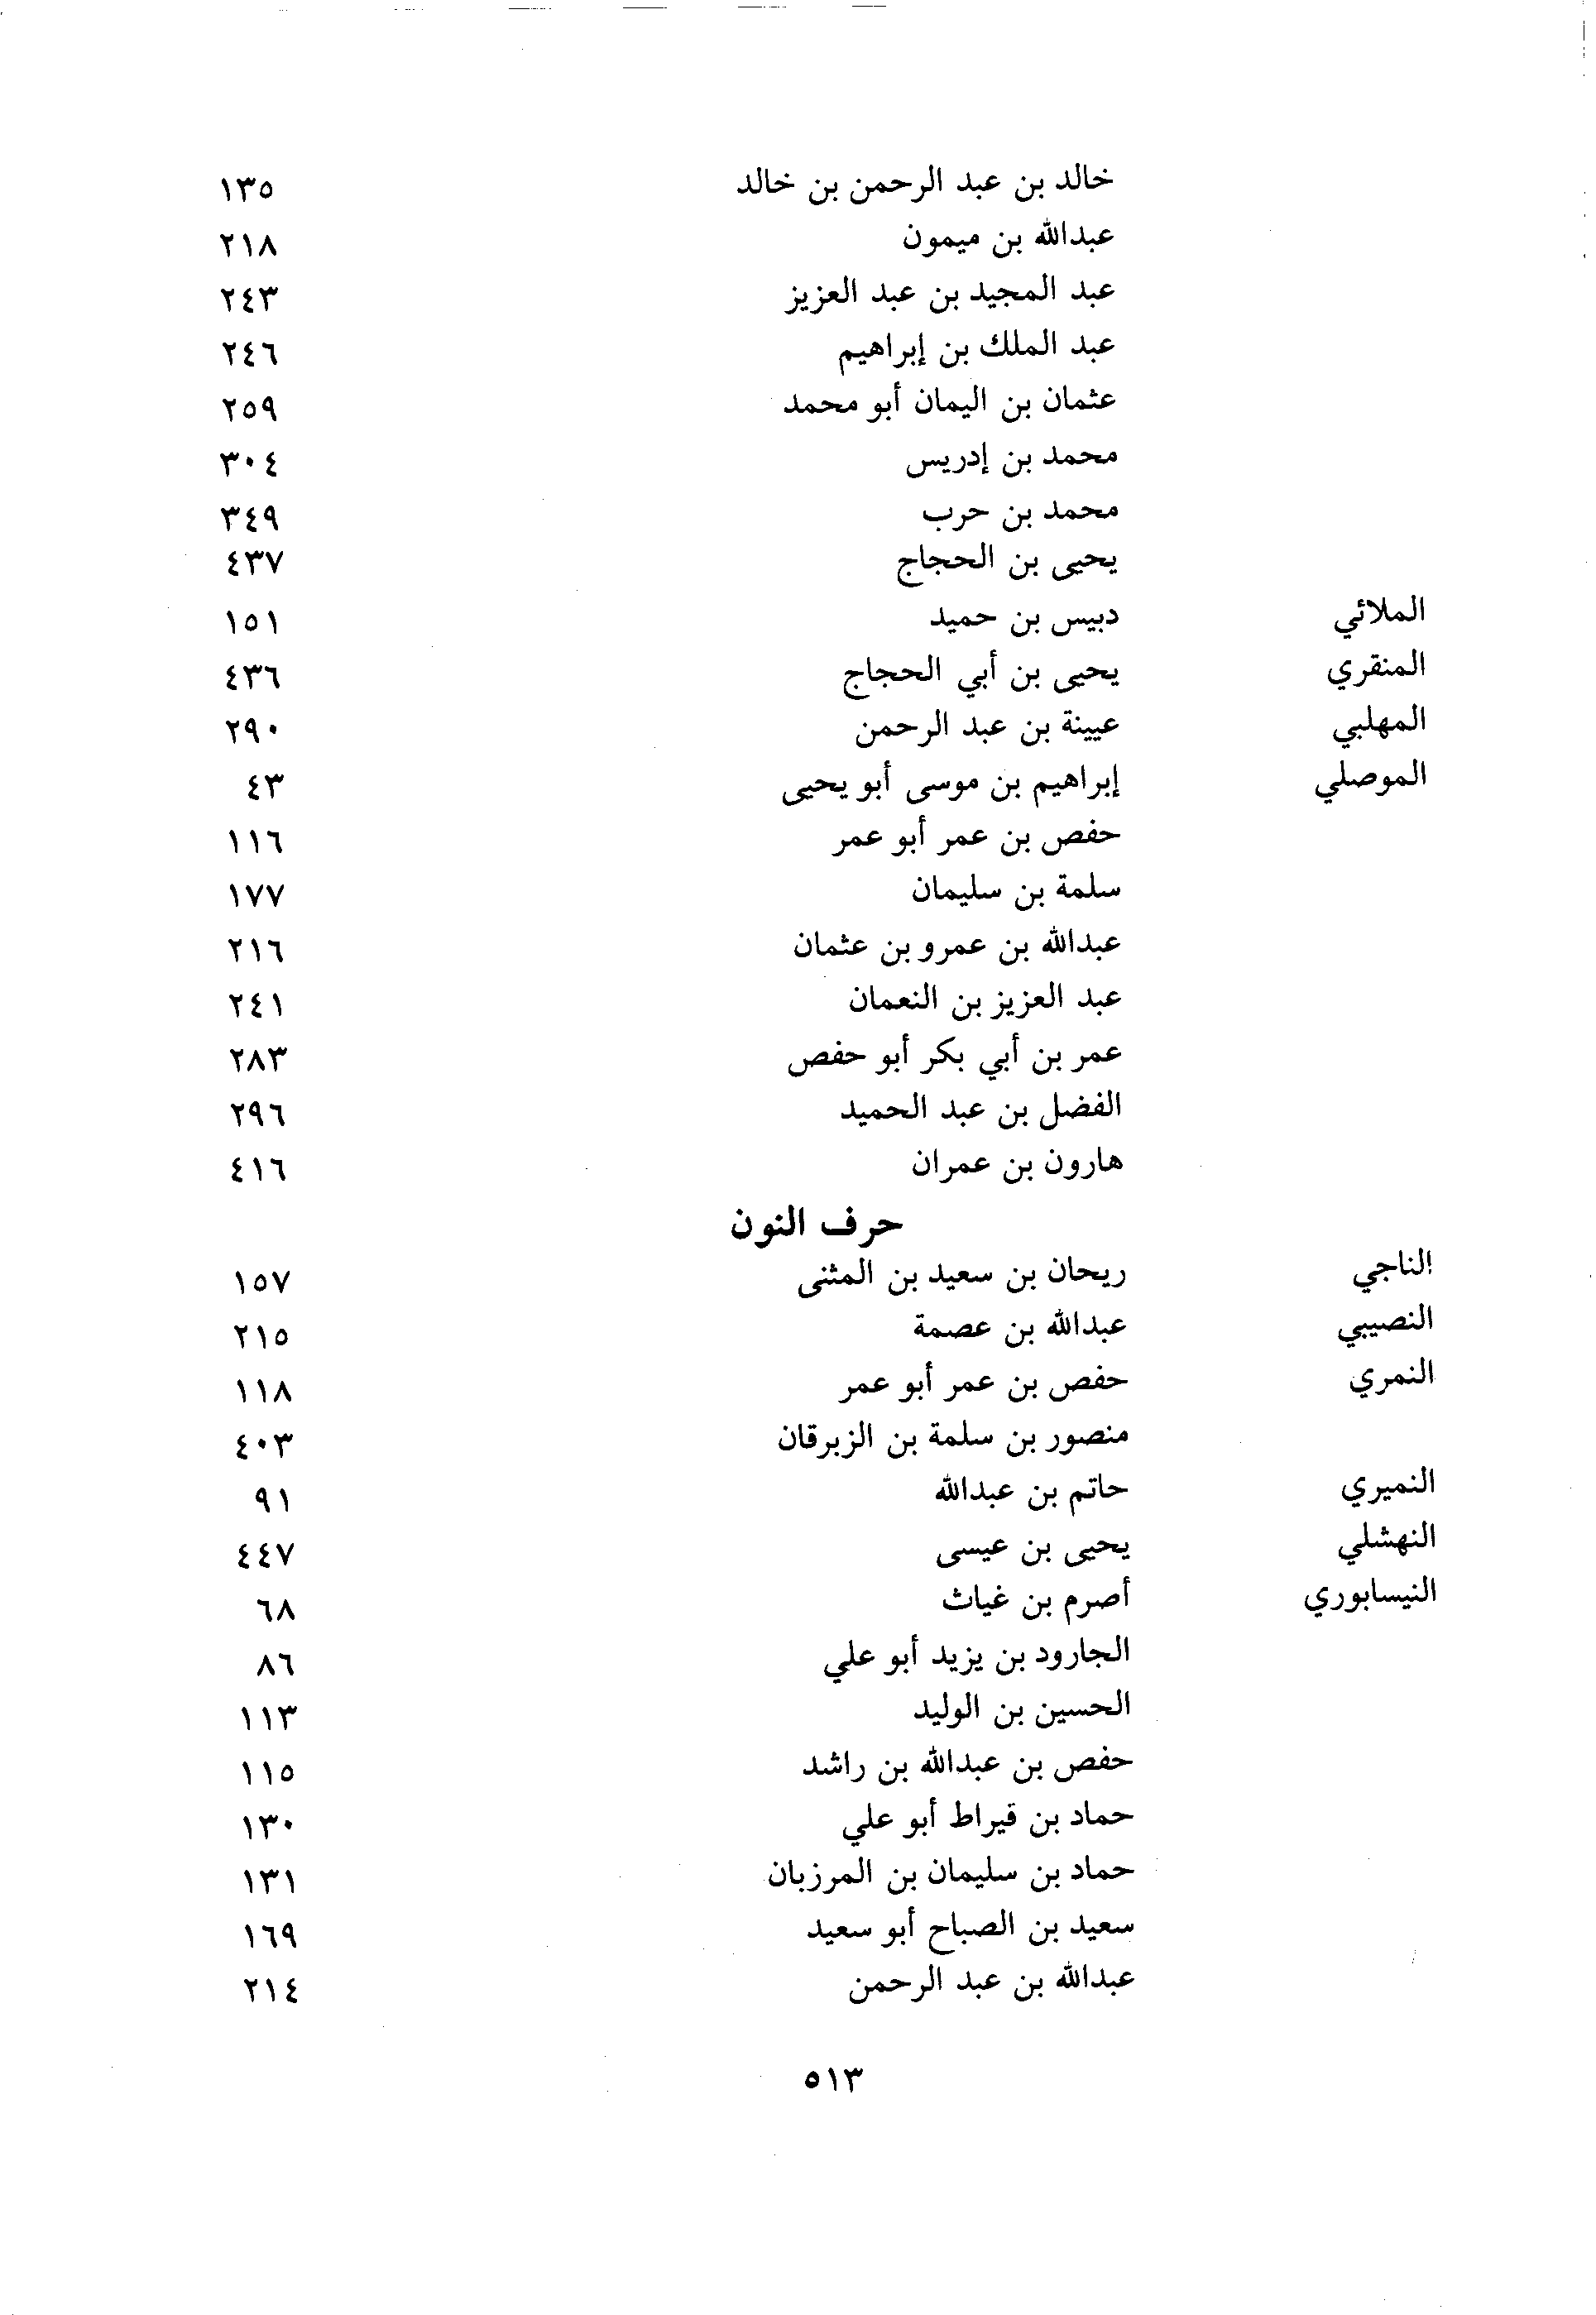 خالد بن عبد الرحمن بن خالد ١٣٥
عبدالله بن ميمون ٢١٨
عبد المجيد بن عبد العزيز ٢٤٣
عبد الملك بن إبراهيم ٢٤٦
عثمان بن اليمان أبو محمد ٢٥٩
محمد بن إدريس ٣٠٤
محمد بن حرب ٣٤٩
يحيى بن الحجاج ٤٣٧
الملائي دبيس بن حميد ١٥١
المنقري يحيى بن أبي الحجاج ٤٣٦
المهلبي عيينة بن عبد الرحمن ٢٩٠
الموصلي إبراهيم بن موسى أبو يحيى ٤٣
حفص بن عمر أبو عمر ١١٦
سلمة بن سليمان ١٧٧
عبدالله بن عمرو بن عثمان ٢١٦
عبد العزيز بن النعمان ٢٤١
عمر بن أبي بكر أبو حفص ٢٨٣
الفضل بن عبد الحميد ٢٩٦
هارون بن عمران ٤١٦
حرف النون
الناجي ريحان بن سعيد بن المثنى ١٥٧
النصيبي عبدالله بن عصمة ٢١٥
النمري حفص بن عمر أبو عمر ١١٨
منصور بن سلمة بن الزبرقان ٤٠٣
النميري حاتم بن عبدالله ٩١
النهشلي يحيى بن عيسى ٤٤٧
النيسابوري أصرم بن غياث ٦٨
الجارود بن يزيد أبو علي ٨٦
الحسين بن الوليد ١١٣
حفص بن عبدالله بن راشد ١١٥
حماد بن قيراط أبو علي ١٣٠
حماد بن سليمان بن المرزبان ١٣١
سعيد بن الصباح أبو سعيد ١٦٩
عبدالله بن عبد الرحمن ٢١٤
٥١٣